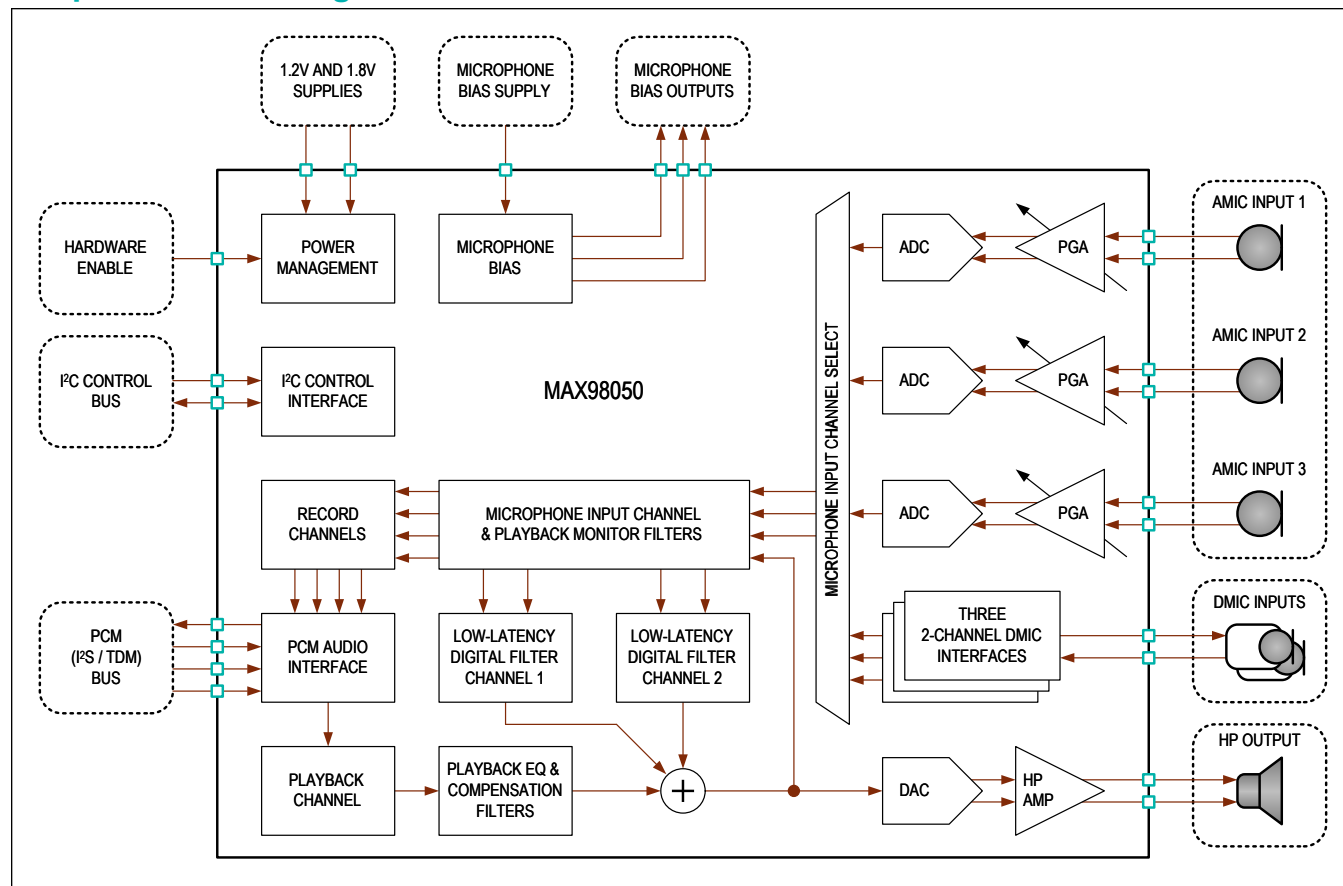 1.2V AND 1.8V
SUPPLIES
MICROPHONE
BIAS SUPPLY
MICROPHONE
BIAS OUTPUTS
HARDWARE
ENABLE
POWER
MANAGEMENT
MICROPHONE
BIAS
ADC
PGA
AMIC INPUT 1
I²C CONTROL
BUS
I²C CONTROL
INTERFACE
MAX98050
MICROPHONE INPUT CHANNEL SELECT
ADC
PGA
AMIC INPUT 2
RECORD
CHANNELS
MICROPHONE INPUT CHANNEL
& PLAYBACK MONITOR FILTERS
ADC
PGA
AMIC INPUT 3
PCM
(I²S / TDM)
BUS
PCM AUDIO
INTERFACE
LOW-LATENCY
DIGITAL FILTER
CHANNEL 1
LOW-LATENCY
DIGITAL FILTER
CHANNEL 2
THREE
2-CHANNEL DMIC
INTERFACES
DMIC INPUTS
PLAYBACK
CHANNEL
PLAYBACK EQ &
COMPENSATION
FILTERS
+
DAC
HP
AMP
HP OUTPUT